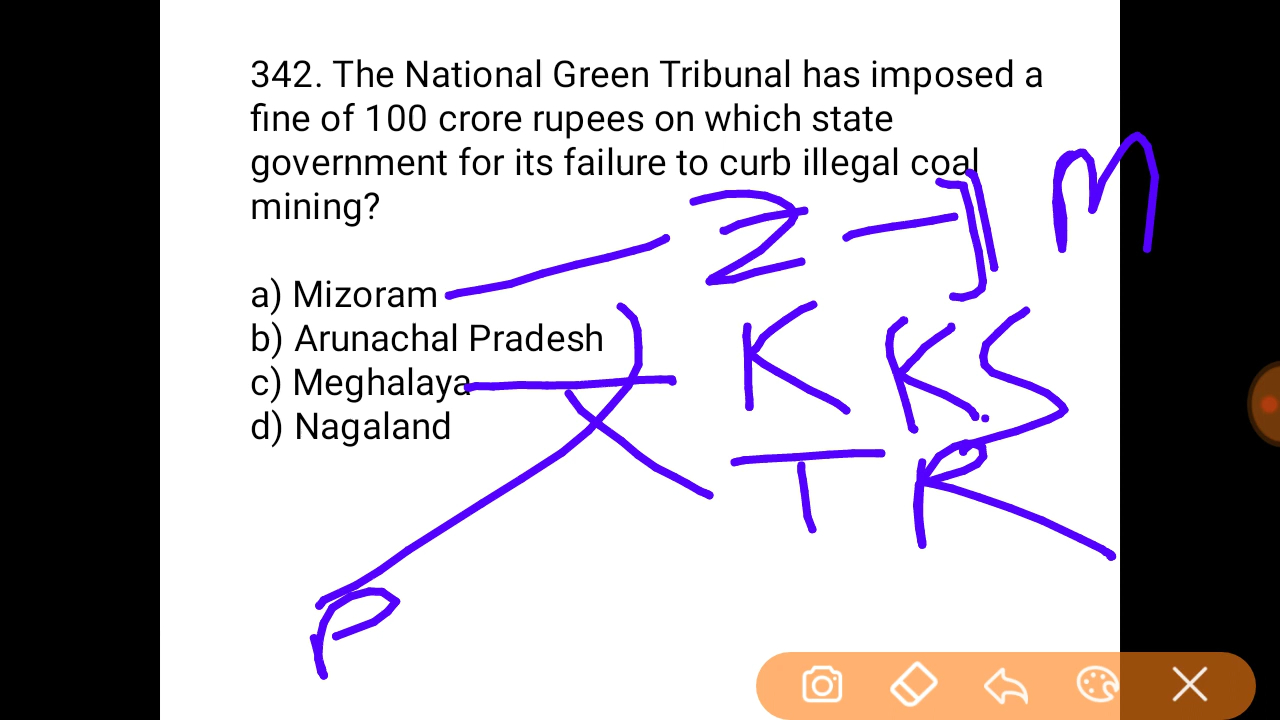 342. The National Green Tribunal has imposed a
fine of 100 crore rupees on which state
government for its failure to curb illegal coal
mining?
M
Z
a) Mizoram
b) Arunachal Pradesh
K K S
c) Meghalaya
d) Nagaland
T R
P